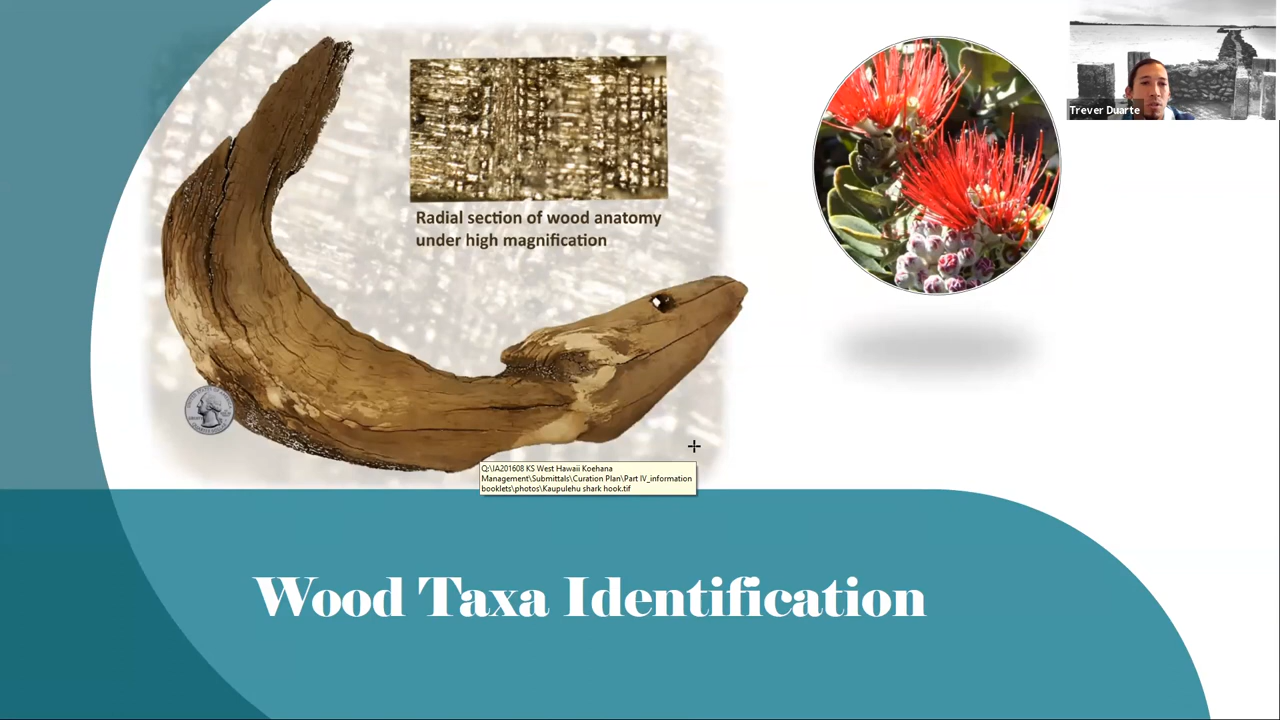 Trever Duarte
Radial section of wood anatomy
under high magnification
Q:\IA201608 KS West Hawaii Koehana
Management\Submittals\Curation Plan\Part IV_information
booklets\photos\Kaupulehu shark hook.tif
Wood Taxa Identification